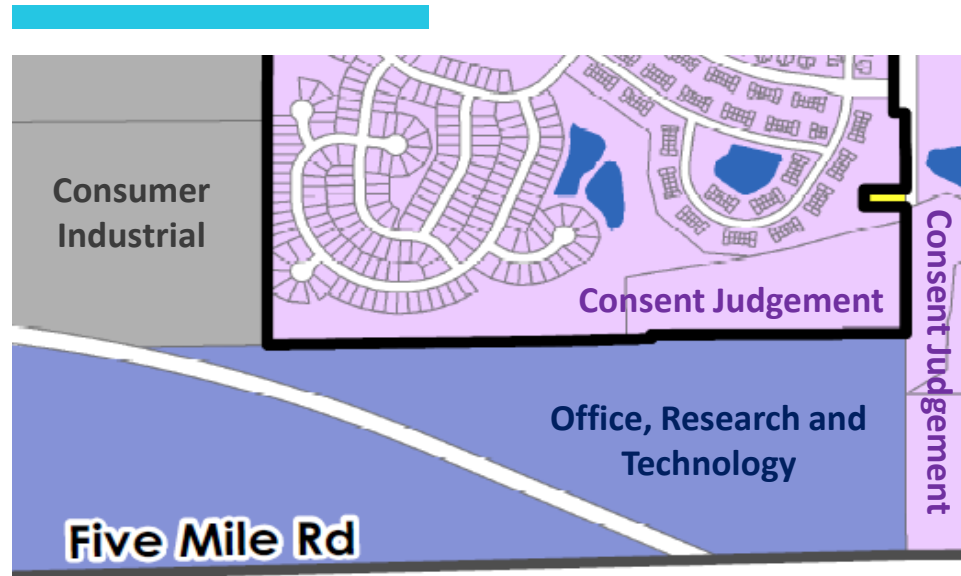 Consumer
Industrial
Consent Judgement
Consent Judgement
Office, Research and
Technology
Five Mile Rd